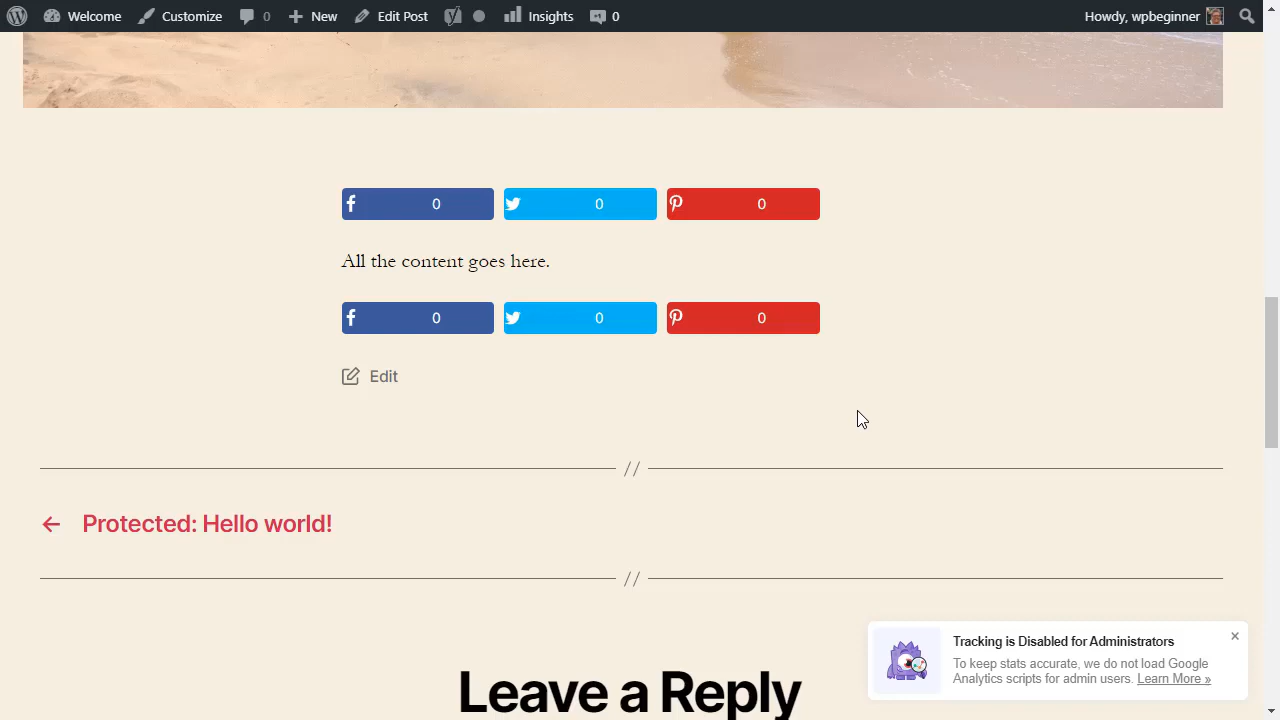 Welcome Customize 0 New Edit Post Insights 0 Howdy, wpbeginner
0 0 0
All the content goes here.
0 0 0
Edit
//
← Protected: Hello world!
//
Tracking is Disabled for Administrators ×
To keep stats accurate, we do not load Google
Analytics scripts for admin users. Learn More »
Leave a Reply